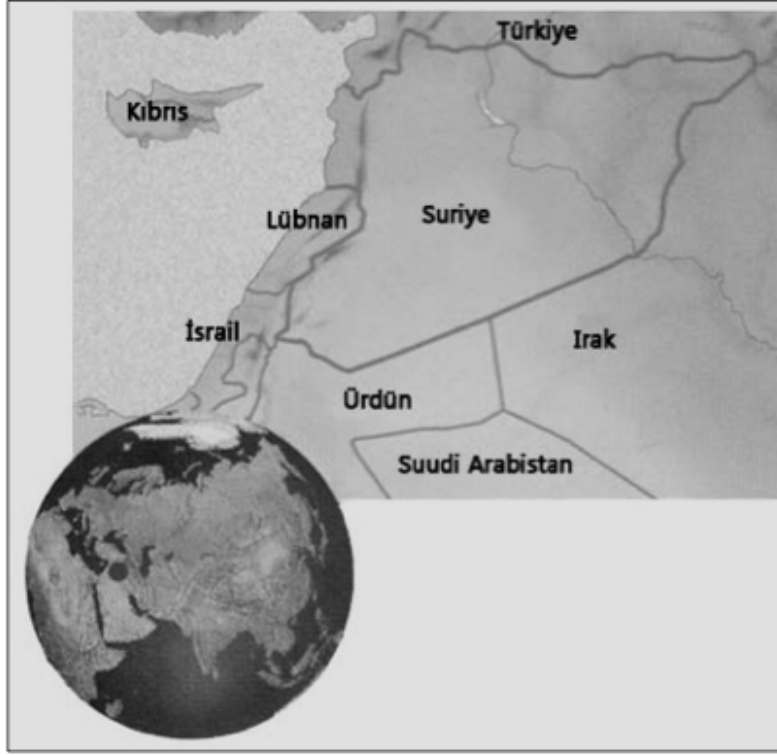 Türkiye
Kıbrıs
Lübnan
Suriye
İsrail
Irak
Ürdün
Suudi Arabistan